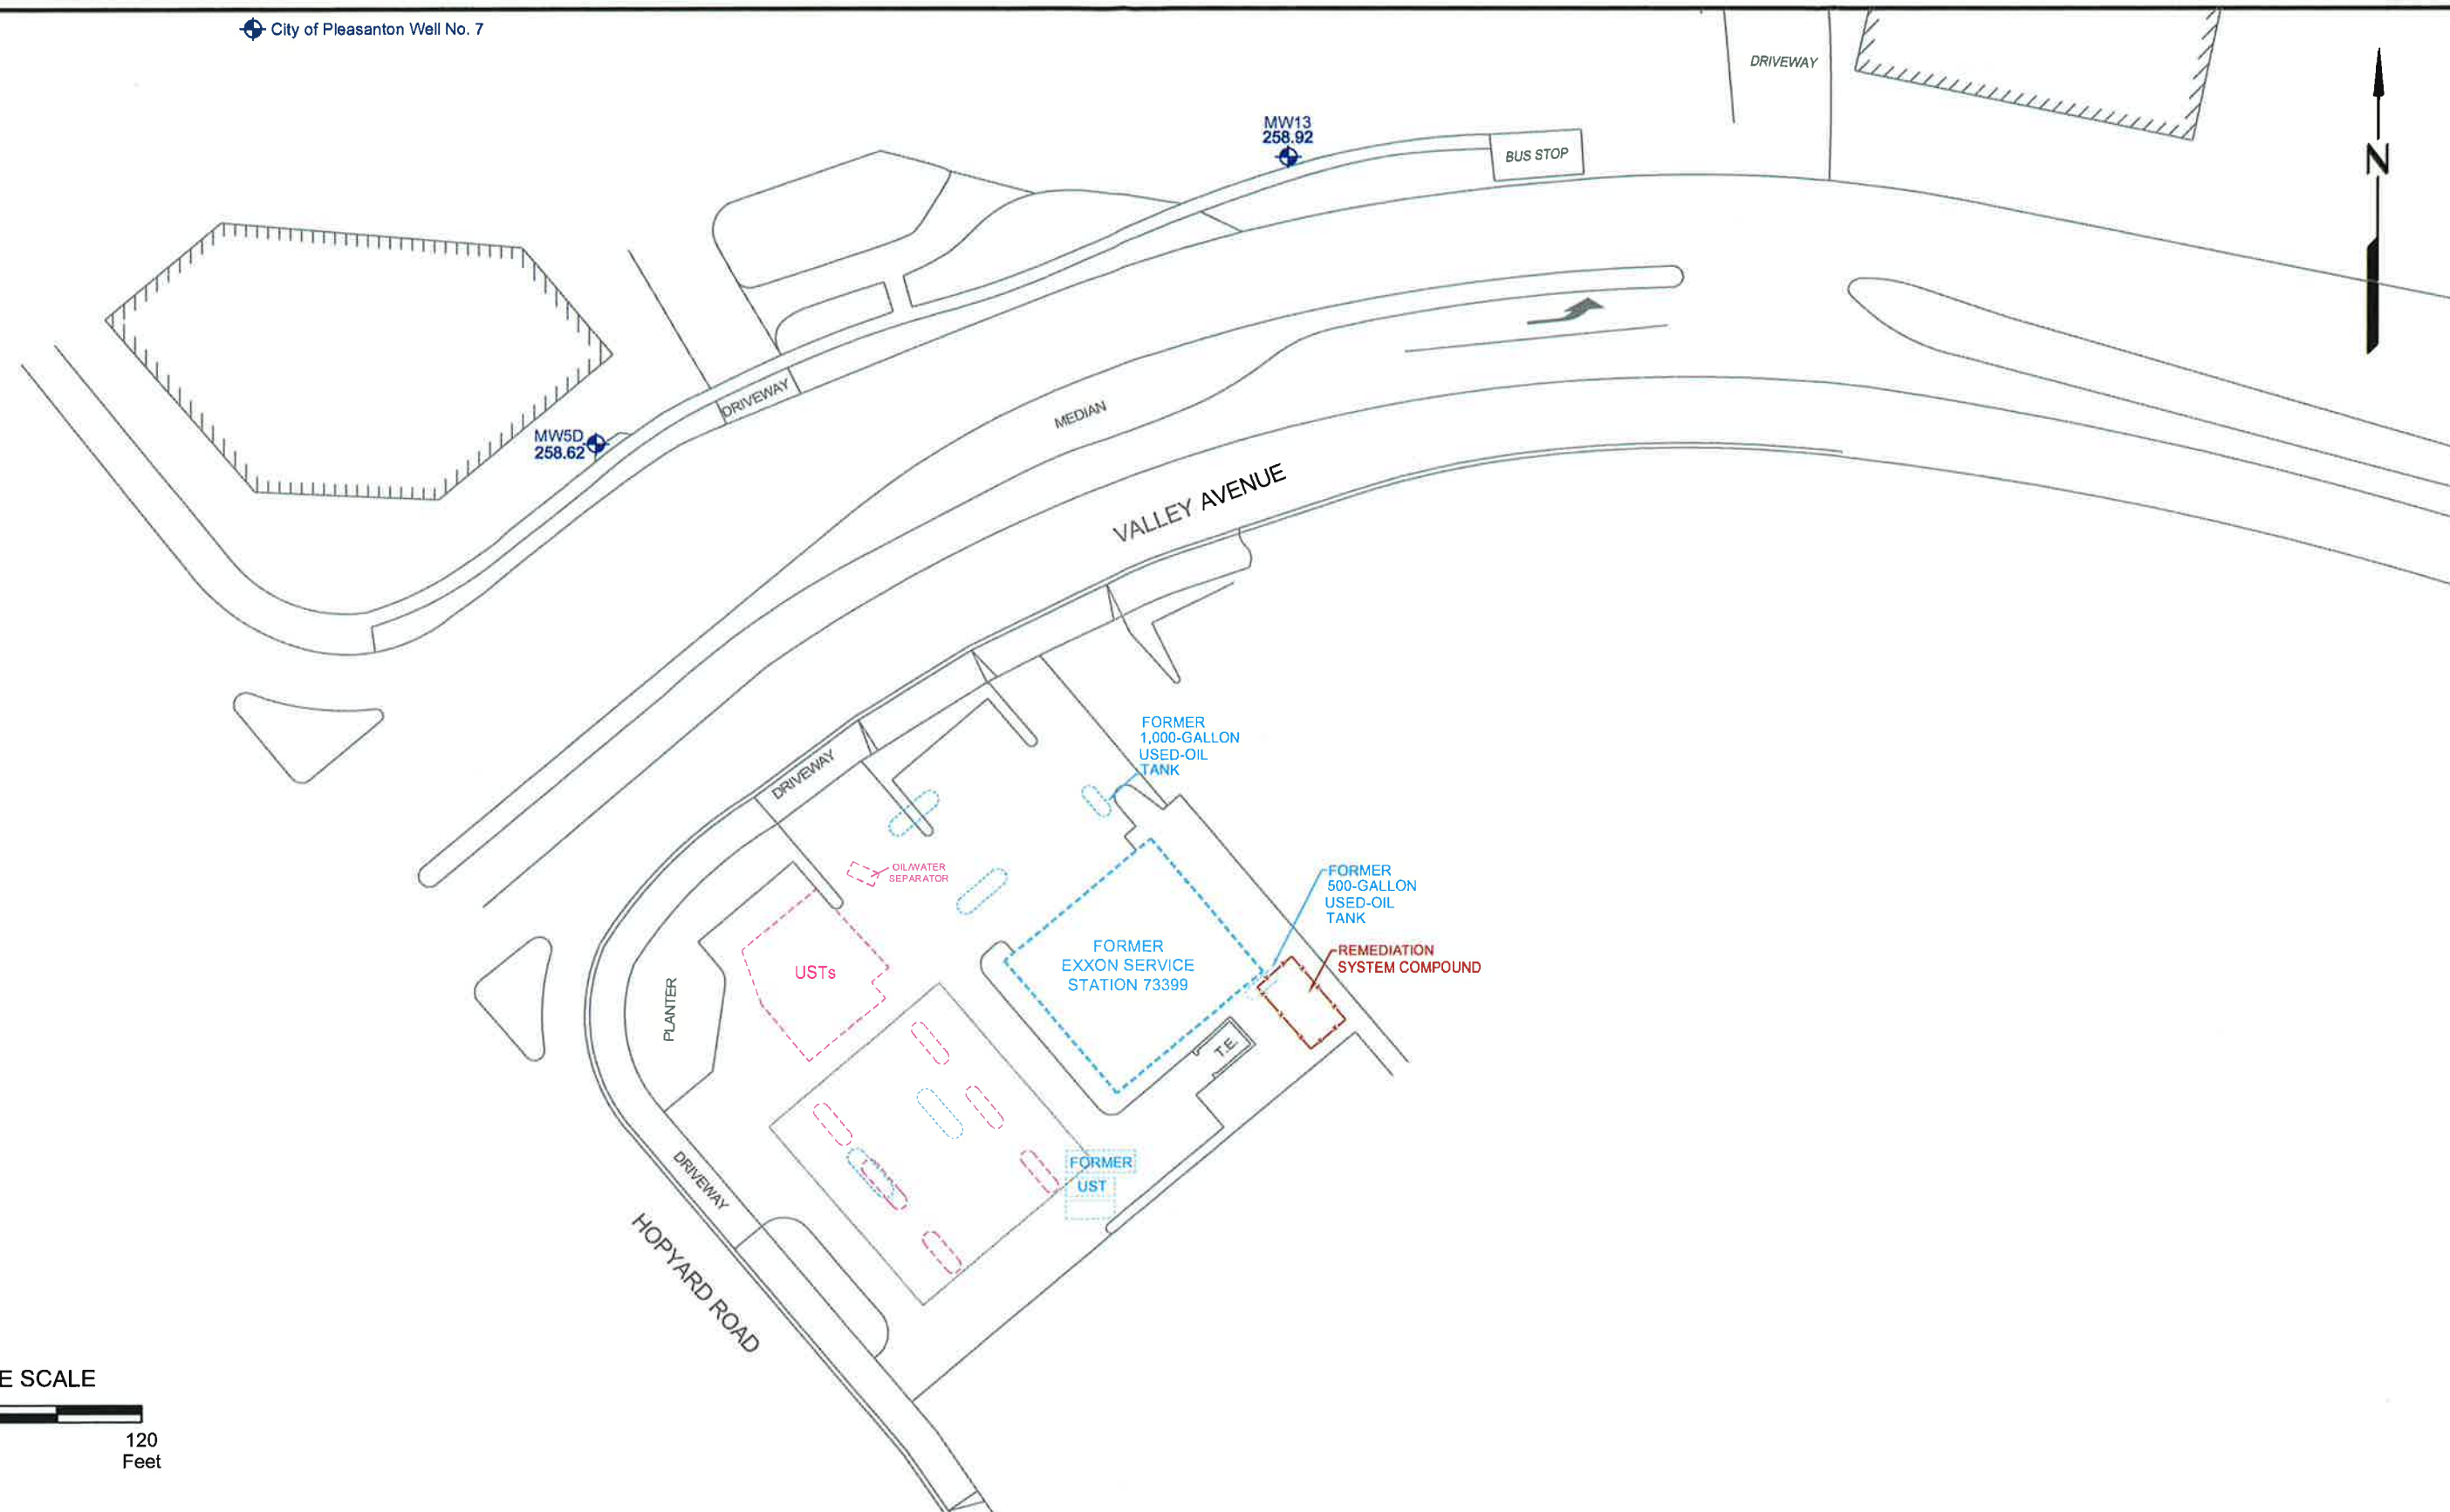 City of Pleasanton Well No. 7
DRIVEWAY
MW13
258.92
BUS STOP
N
DRIVEWAY
MEDIAN
MW5D
258.62
VALLEY AVENUE
FORMER
1,000-GALLON
USED-OIL
TANK
DRIVEWAY
OIL/WATER
SEPARATOR
FORMER
500-GALLON
USED-OIL
TANK
FORMER
EXXON SERVICE
STATION 73399
REMEDIATION
SYSTEM COMPOUND
USTs
PLANTER
T.E.
FORMER
UST
DRIVEWAY
HOPYARD ROAD
E SCALE
120
Feet